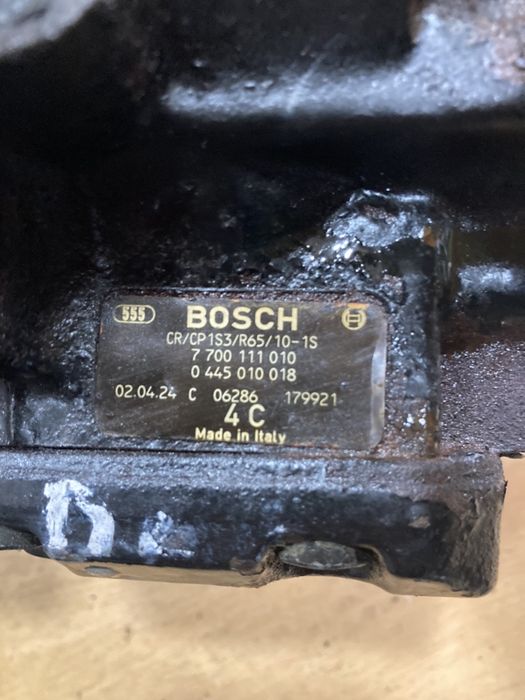 555 BOSCH
CR/CP1S3/R65/10-1S
7 700 111 010
0 445 010 018
02.04.24 C 06286 179921
4 C
Made in Italy